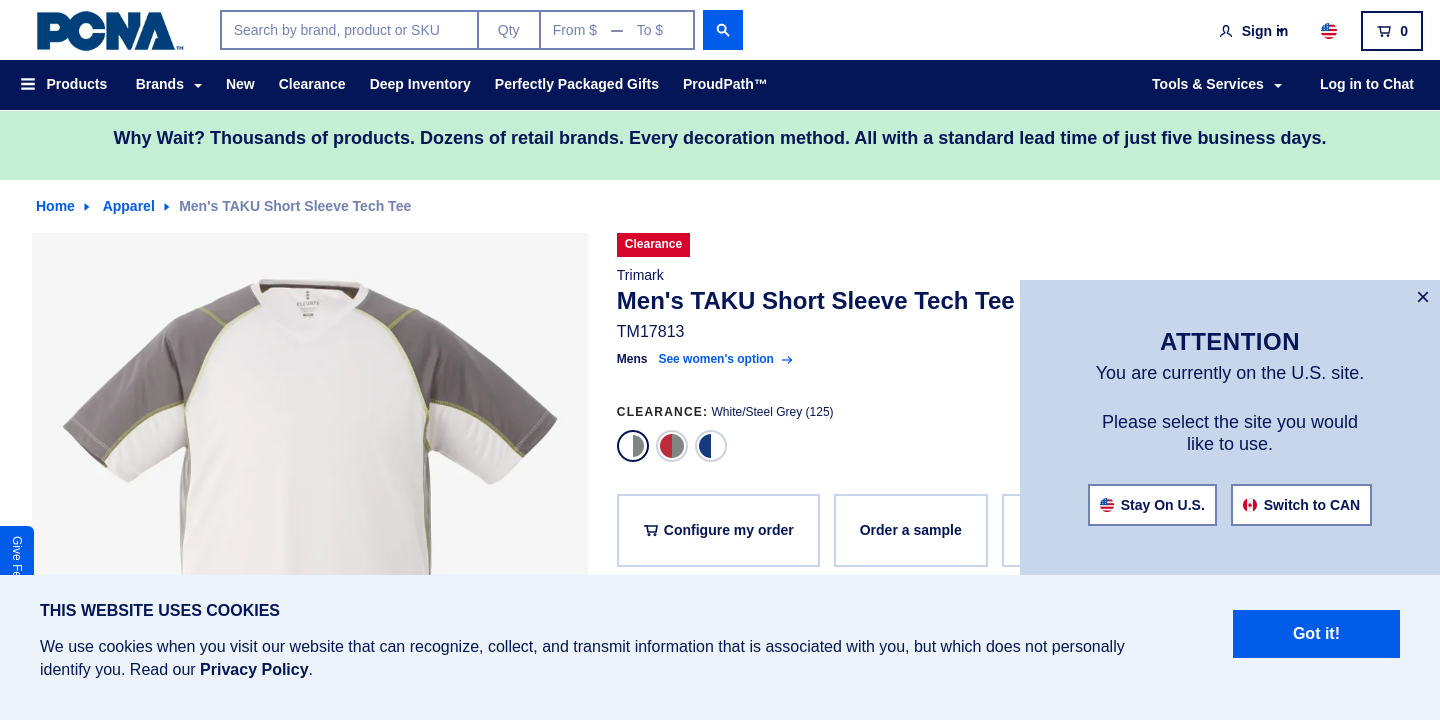 PCNA™
Search by brand, product or SKU
Qty
From $ — To $
Sign in
0
Products
Brands
New
Clearance
Deep Inventory
Perfectly Packaged Gifts
ProudPath™
Tools & Services
Log in to Chat
Why Wait? Thousands of products. Dozens of retail brands. Every decoration method. All with a standard lead time of just five business days.
Home
Apparel
Men's TAKU Short Sleeve Tech Tee
ELEVATE
Clearance
Trimark
Men's TAKU Short Sleeve Tech Tee
TM17813
Mens See women's option
CLEARANCE: White/Steel Grey (125)
Configure my order
Order a sample
×
ATTENTION
You are currently on the U.S. site.
Please select the site you would
like to use.
Stay On U.S.
Switch to CAN
Give
THIS WEBSITE USES COOKIES
We use cookies when you visit our website that can recognize, collect, and transmit information that is associated with you, but which does not personally
identify you. Read our Privacy Policy.
Got it!